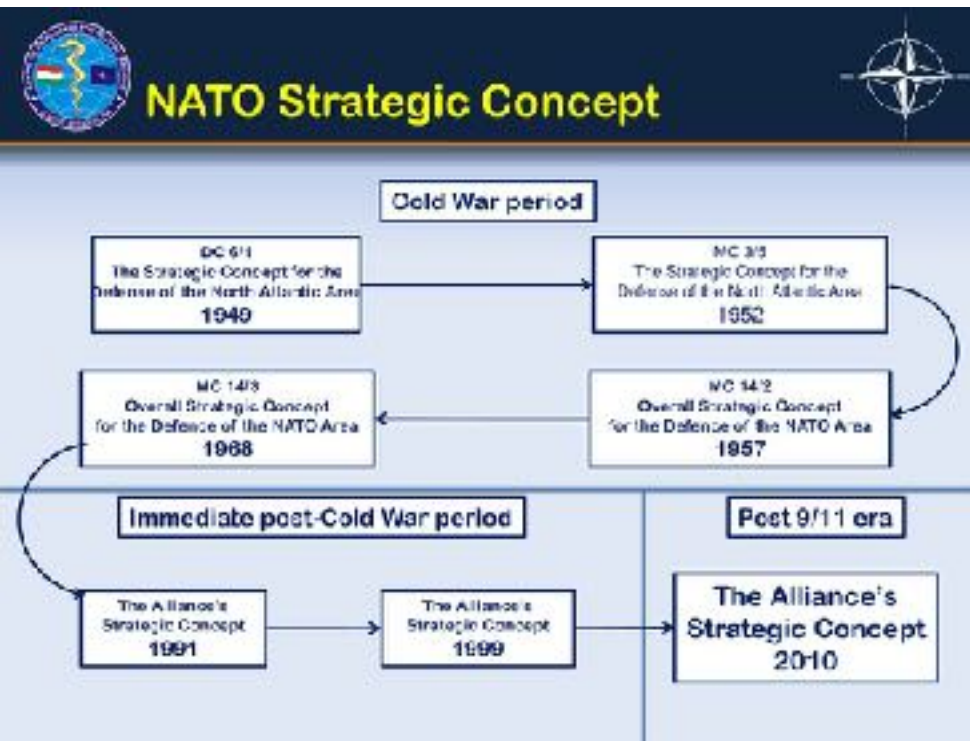 NATO Strategic Concept
Cold War period
DC 6/1
The Strategic Concept for the
Defense of the North Atlantic Area
1949
MC 3/5
The Strategic Concept for the
Defense of the North Atlantic Area
1952
MC 14/3
Overall Strategic Concept
for the Defence of the NATO Area
1968
MC 14/2
Overall Strategic Concept
for the Defence of the NATO Area
1957
Immediate post-Cold War period
Post 9/11 era
The Alliance's
Strategic Concept
1991
The Alliance's
Strategic Concept
1999
The Alliance's
Strategic Concept
2010